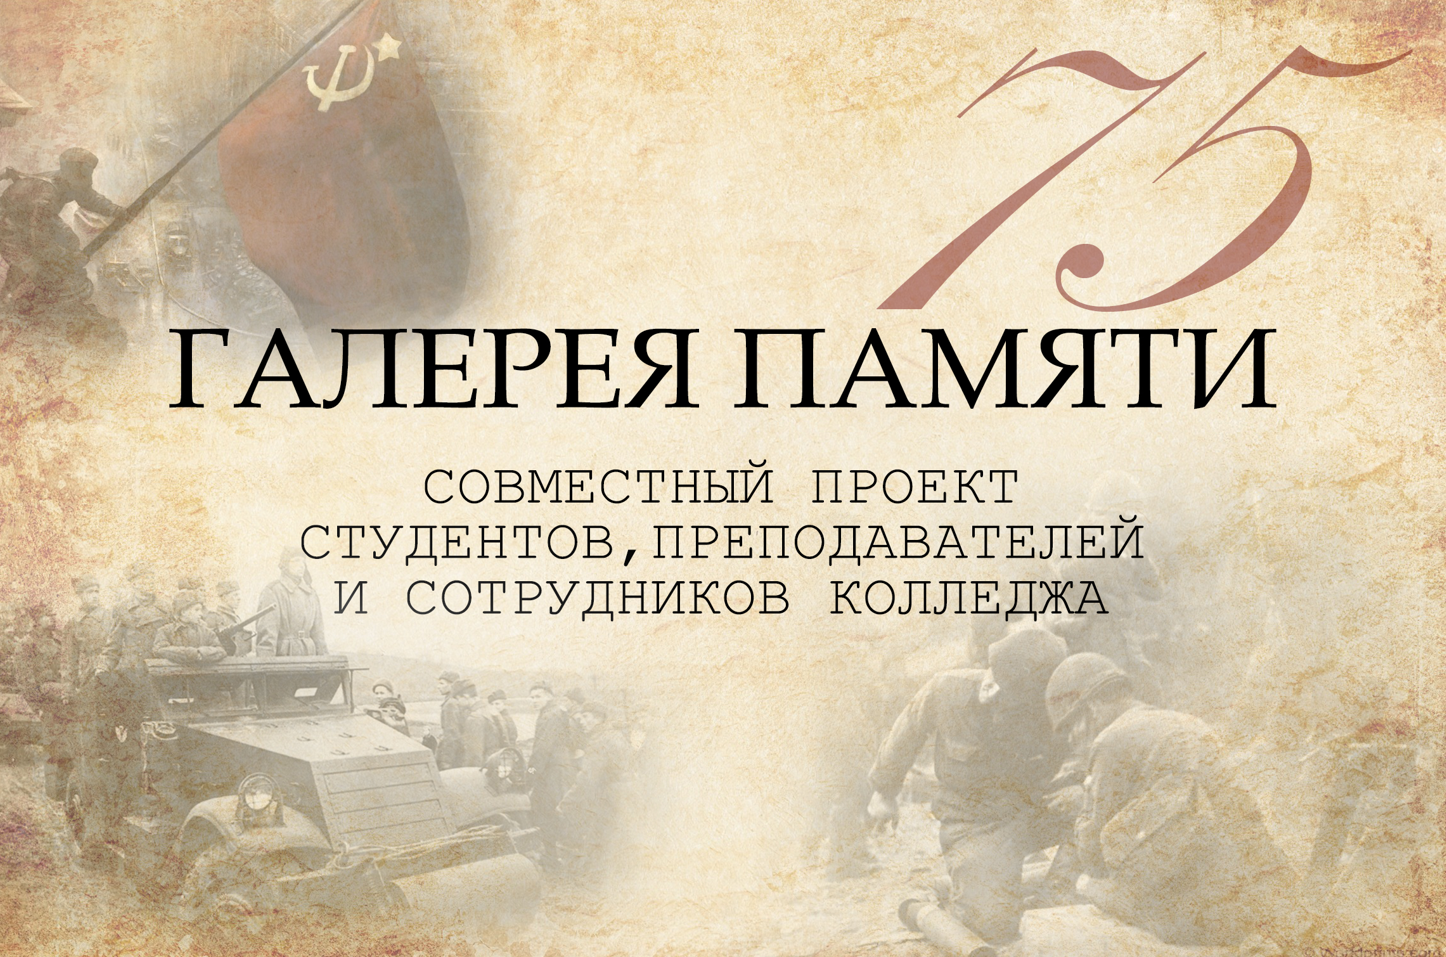 75
ГАЛЕРЕЯ ПАМЯТИ
СОВМЕСТНЫЙ ПРОЕКТ
СТУДЕНТОВ,ПРЕПОДАВАТЕЛЕЙ
И СОТРУДНИКОВ КОЛЛЕДЖА